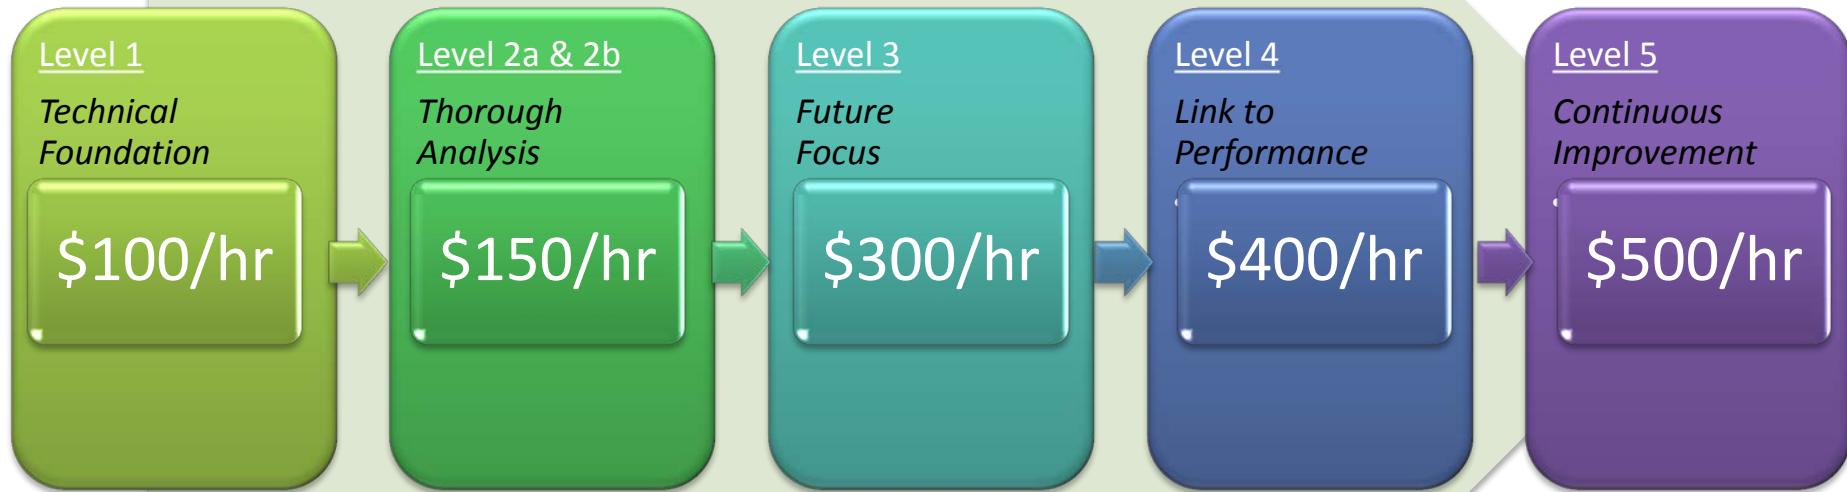 Level 1
Technical
Foundation
$100/hr
Level 2a & 2b
Thorough
Analysis
$150/hr
Level 3
Future
Focus
$300/hr
Level 4
Link to
Performance
$400/hr
Level 5
Continuous
Improvement
$500/hr